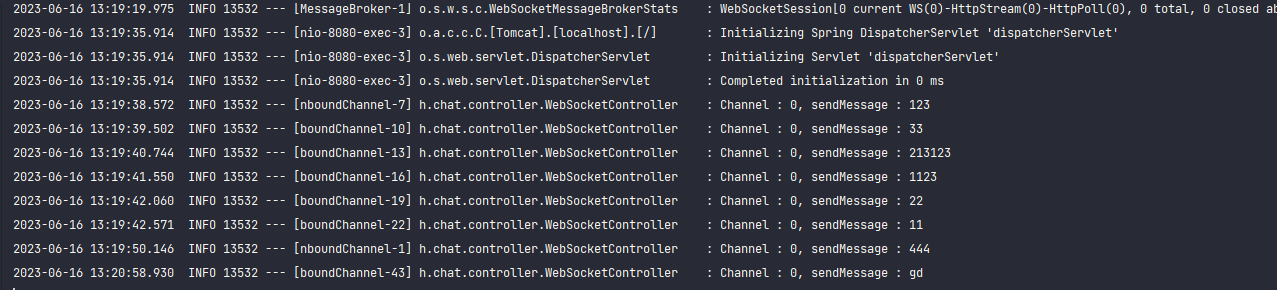 2023-06-16 13:19:19.975  INFO 13532 --- [MessageBroker-1] o.s.w.s.c.WebSocketMessageBrokerStats    : WebSocketSession[0 current WS(0)-HttpStream(0)-HttpPoll(0), 0 total, 0 closed ab
2023-06-16 13:19:35.914  INFO 13532 --- [nio-8080-exec-3] o.a.c.c.C.[Tomcat].[localhost].[/]       : Initializing Spring DispatcherServlet 'dispatcherServlet'
2023-06-16 13:19:35.914  INFO 13532 --- [nio-8080-exec-3] o.s.web.servlet.DispatcherServlet        : Initializing Servlet 'dispatcherServlet'
2023-06-16 13:19:35.914  INFO 13532 --- [nio-8080-exec-3] o.s.web.servlet.DispatcherServlet        : Completed initialization in 0 ms
2023-06-16 13:19:38.572  INFO 13532 --- [nboundChannel-7] h.chat.controller.WebSocketController    : Channel : 0, sendMessage : 123
2023-06-16 13:19:39.502  INFO 13532 --- [boundChannel-10] h.chat.controller.WebSocketController    : Channel : 0, sendMessage : 33
2023-06-16 13:19:40.744  INFO 13532 --- [boundChannel-13] h.chat.controller.WebSocketController    : Channel : 0, sendMessage : 213123
2023-06-16 13:19:41.550  INFO 13532 --- [boundChannel-16] h.chat.controller.WebSocketController    : Channel : 0, sendMessage : 1123
2023-06-16 13:19:42.060  INFO 13532 --- [boundChannel-19] h.chat.controller.WebSocketController    : Channel : 0, sendMessage : 22
2023-06-16 13:19:42.571  INFO 13532 --- [boundChannel-22] h.chat.controller.WebSocketController    : Channel : 0, sendMessage : 11
2023-06-16 13:19:50.146  INFO 13532 --- [nboundChannel-1] h.chat.controller.WebSocketController    : Channel : 0, sendMessage : 444
2023-06-16 13:20:58.930  INFO 13532 --- [boundChannel-43] h.chat.controller.WebSocketController    : Channel : 0, sendMessage : gd